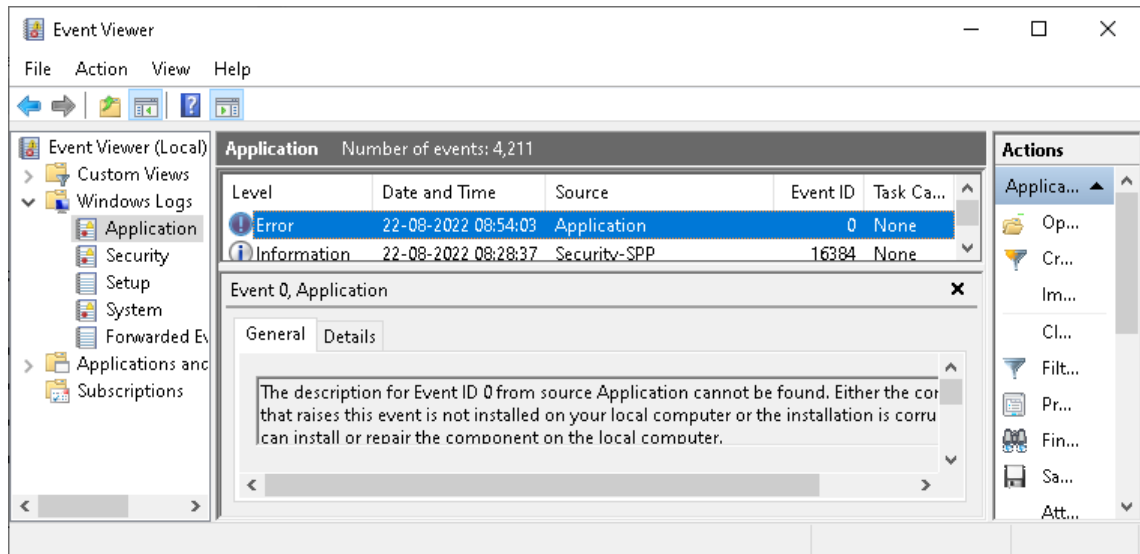 Event Viewer
File Action View Help
Event Viewer (Local)
Custom Views
Windows Logs
Application
Security
Setup
System
Forwarded Ev
Applications and
Subscriptions
Application Number of events: 4,211
Level Date and Time Source Event ID Task Ca...
Error 22-08-2022 08:54:03 Application 0 None
Information 22-08-2022 08:28:37 Security-SPP 16384 None
Event 0, Application
General Details
The description for Event ID 0 from source Application cannot be found. Either the cor
that raises this event is not installed on your local computer or the installation is corru
can install or repair the component on the local computer.
Actions
Applica...
Op...
Cr...
Im...
Cl...
Filt...
Pr...
Fin...
Sa...
Att...